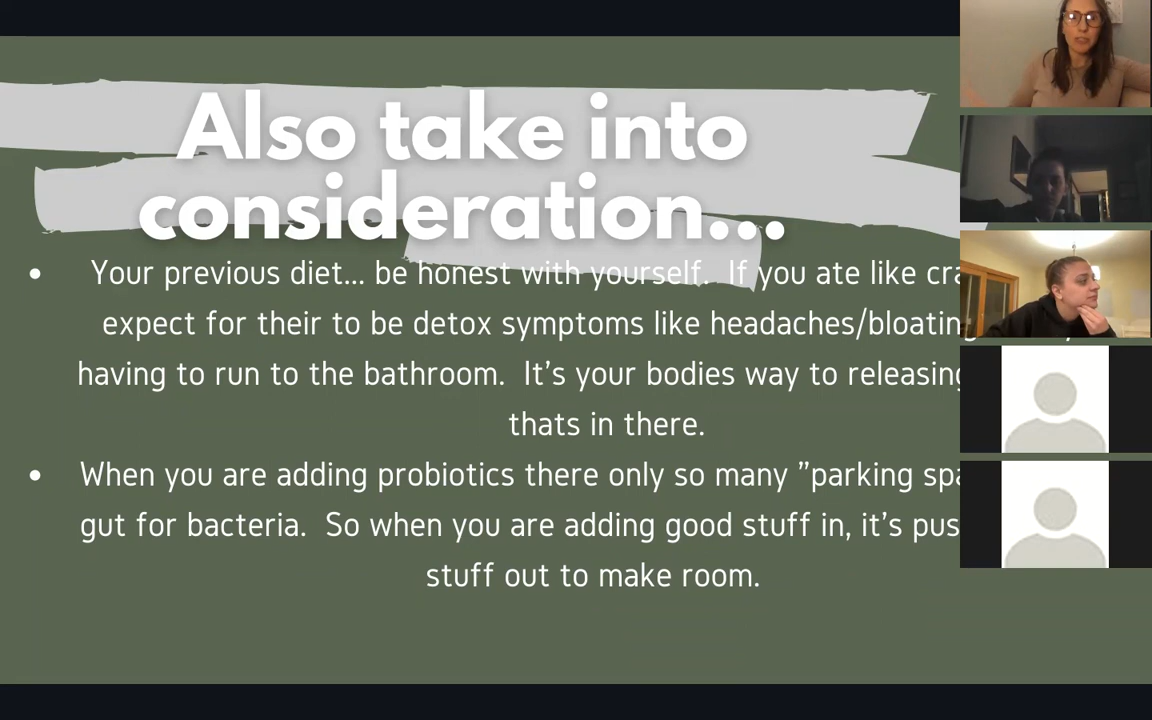 Also take into
consideration...
Your previous diet... be honest with yourself. If you ate like
expect for their to be detox symptoms like headaches/bloating
having to run to the bathroom. It's your bodies way to releasing
thats in there.
When you are adding probiotics there only so many "parking
gut for bacteria. So when you are adding good stuff in, it's
stuff out to make room.